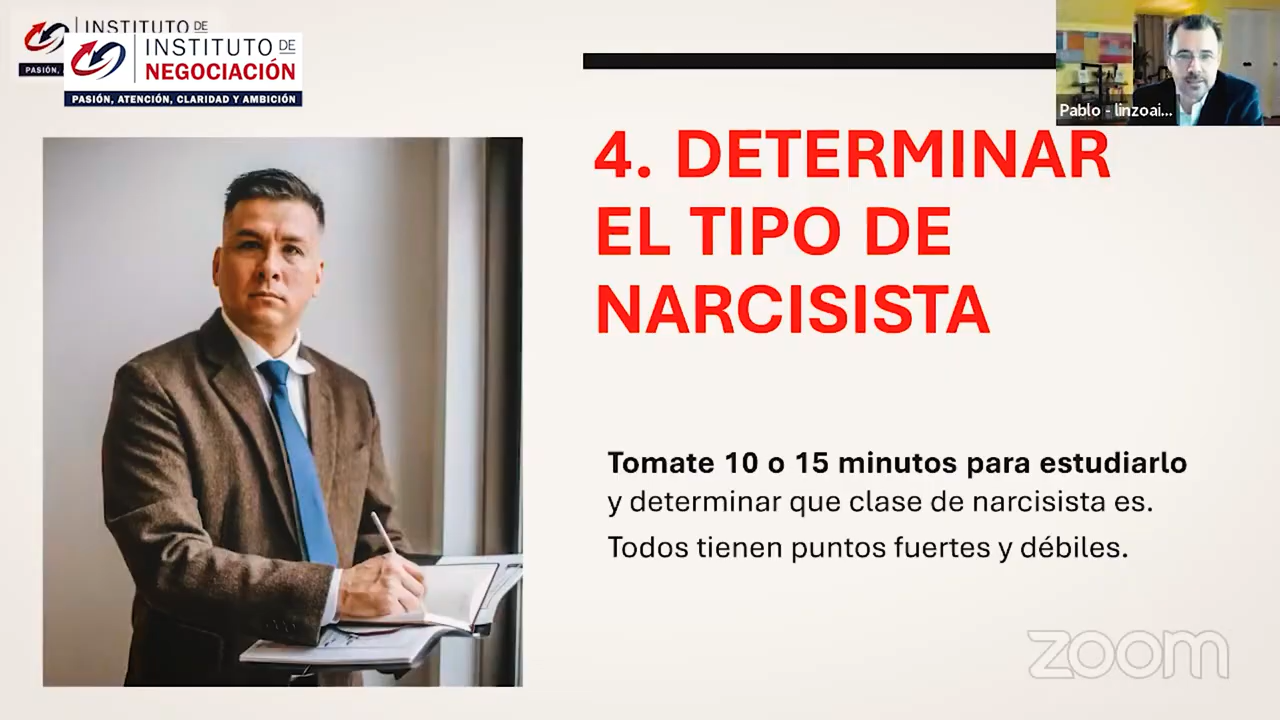 INSTITUTO DE
PASIÓN,
INSTITUTO DE
NEGOCIACIÓN
PASIÓN, ATENCIÓN, CLARIDAD Y AMBICIÓN
Pablo - linzoai...
4. DETERMINAR
EL TIPO DE
NARCISISTA
Tomate 10 o 15 minutos para estudiarlo
y determinar que clase de narcisista es.
Todos tienen puntos fuertes y débiles.
zoom